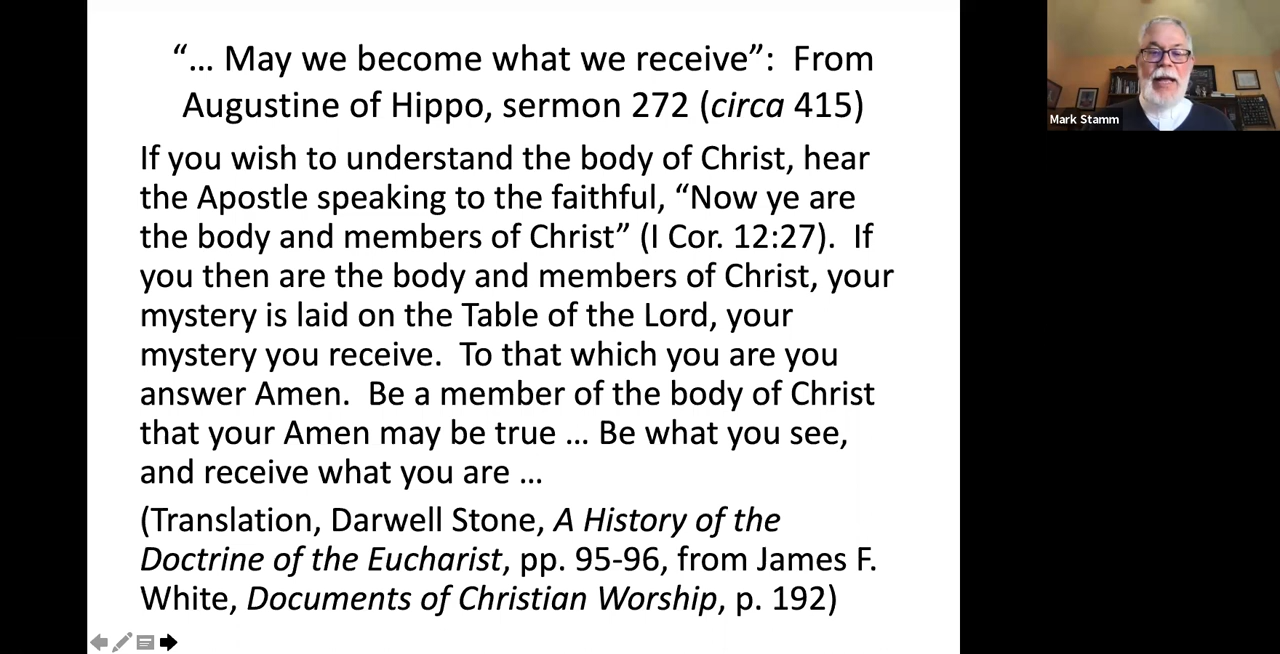 “… May we become what we receive”:  From
Augustine of Hippo, sermon 272 (circa 415)
If you wish to understand the body of Christ, hear
the Apostle speaking to the faithful, “Now ye are
the body and members of Christ” (I Cor. 12:27).  If
you then are the body and members of Christ, your
mystery is laid on the Table of the Lord, your
mystery you receive.  To that which you are you
answer Amen.  Be a member of the body of Christ
that your Amen may be true … Be what you see,
and receive what you are …
(Translation, Darwell Stone, A History of the
Doctrine of the Eucharist, pp. 95-96, from James F.
White, Documents of Christian Worship, p. 192)
Mark Stamm